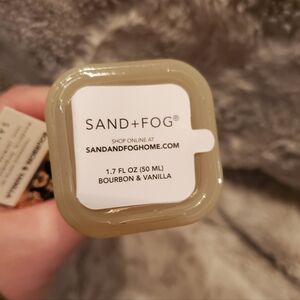 SAND+FOG®
SHOP ONLINE AT
SANDANDFOGHOME.COM
1.7 FL OZ (50 ML)
BOURBON & VANILLA